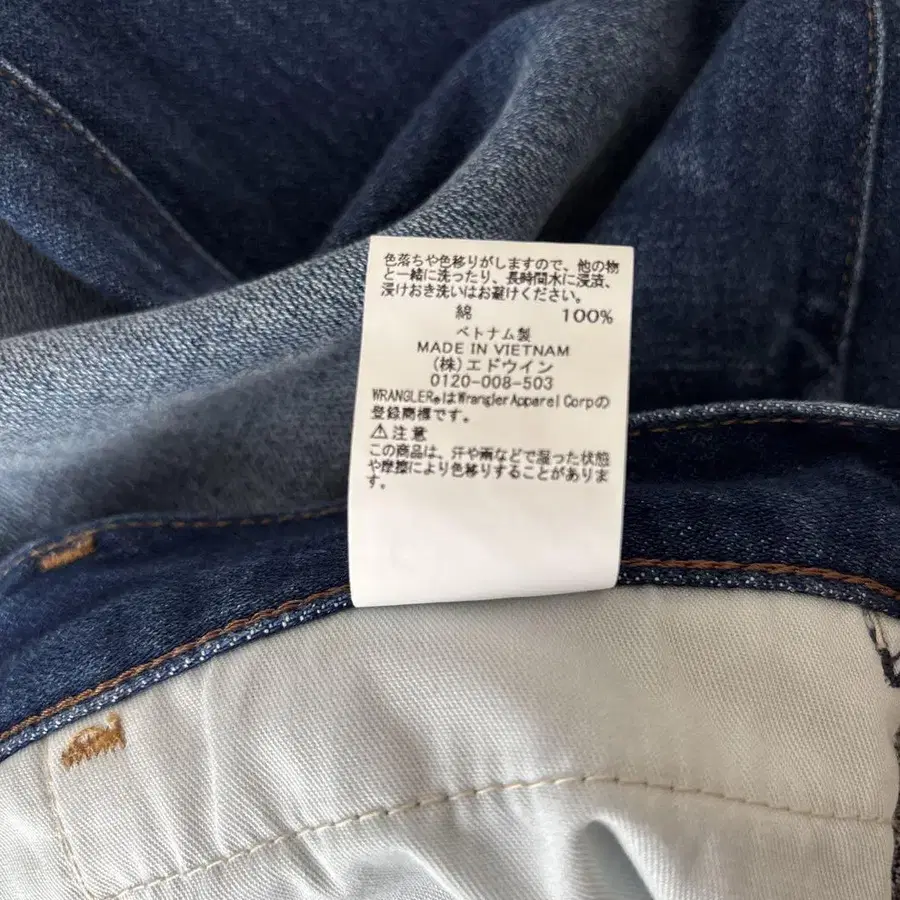 色落ちや色移りがしますので、他の物
と一緒に洗ったり、長時間水に浸漬、
浸けおき洗いはお避けください。
綿 100%
ベトナム製
MADE IN VIETNAM
(株)エドウイン
0120-008-503
WRANGLER®はWrangler Apparel Corpの
登録商標です。
⚠注意
この商品は、汗や雨などで湿った状態
や摩擦により色移りすることがありま
す。